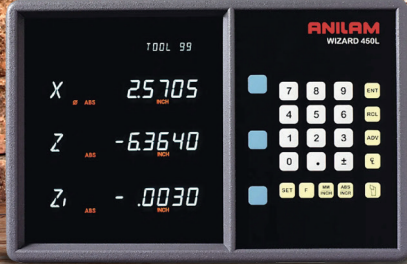 TOOL 99
X 2.5705
Ø ABS INCH
Z -6.3640
ABS INCH
Z1 - .0030
ABS INCH
ANILAM
WIZARD 450L
7 8 9 ENT
4 5 6 RCL
1 2 3 ADV
0 . ±
SET F MM INCH ABS INCR